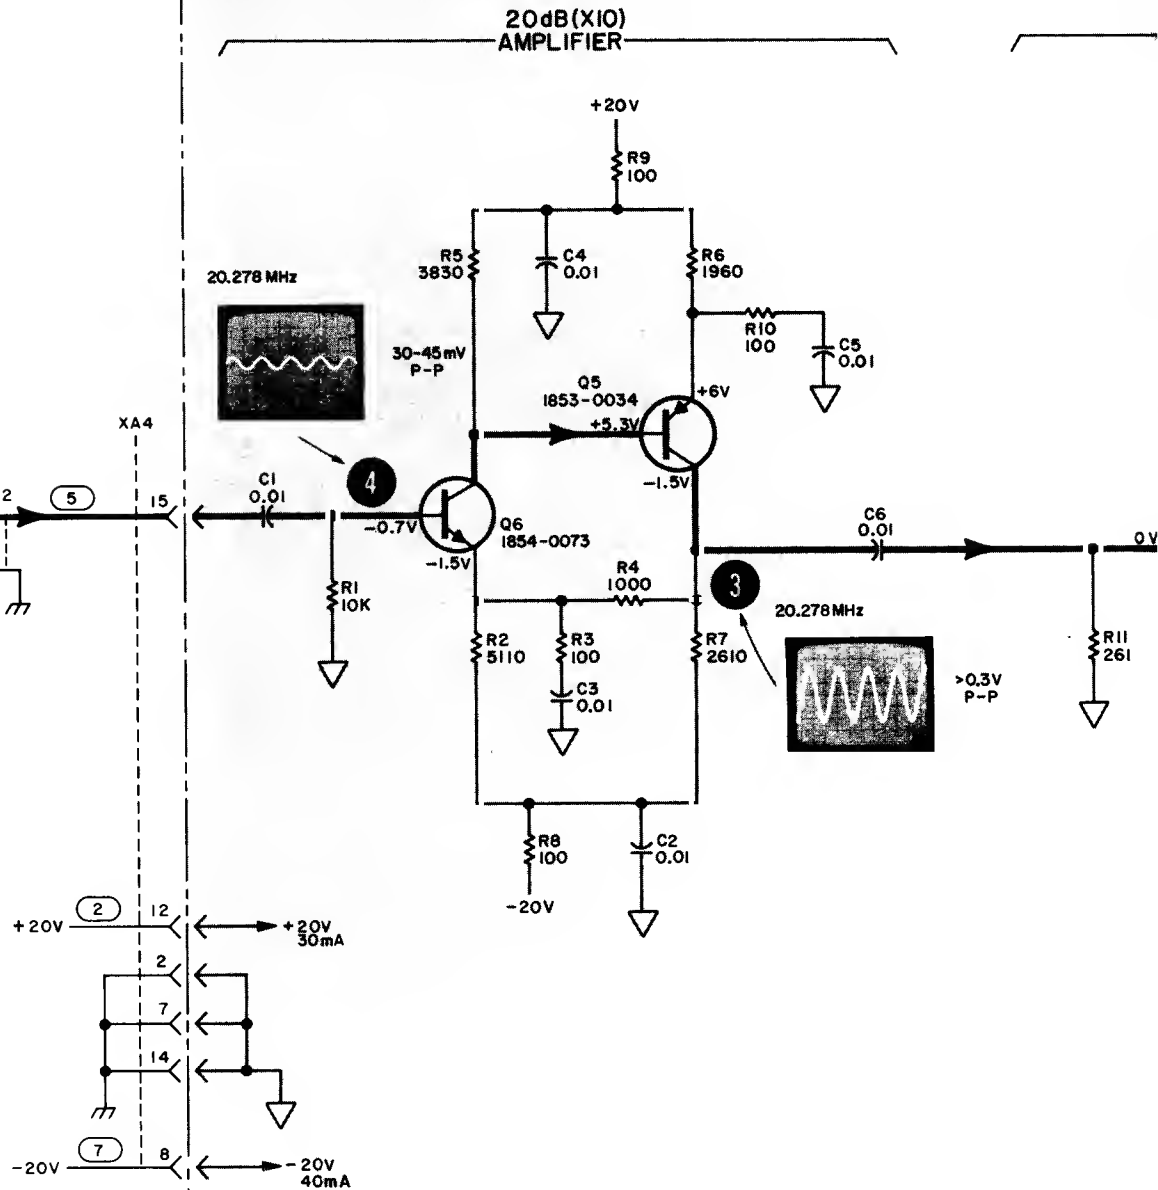 20dB(X10)
AMPLIFIER
+20V
R9
100
R5
3830
C4
0.01
R6
1960
20.278 MHz
R10
100
C5
0.01
30-45mV
P-P
Q5
1853-0034
+6V
+5.3V
XA4
4
C1
0.01
-1.5V
2
5
15
-0.7V
Q6
1854-0073
C6
0.01
0V
-1.5V
R4
1000
3
R1
10K
20.278 MHz
R2
5110
R3
100
R7
2610
R11
261
>0.3V
P-P
C3
0.01
R8
100
C2
0.01
-20V
+20V
2
12
+20V
30mA
2
7
14
-20V
7
8
-20V
40mA